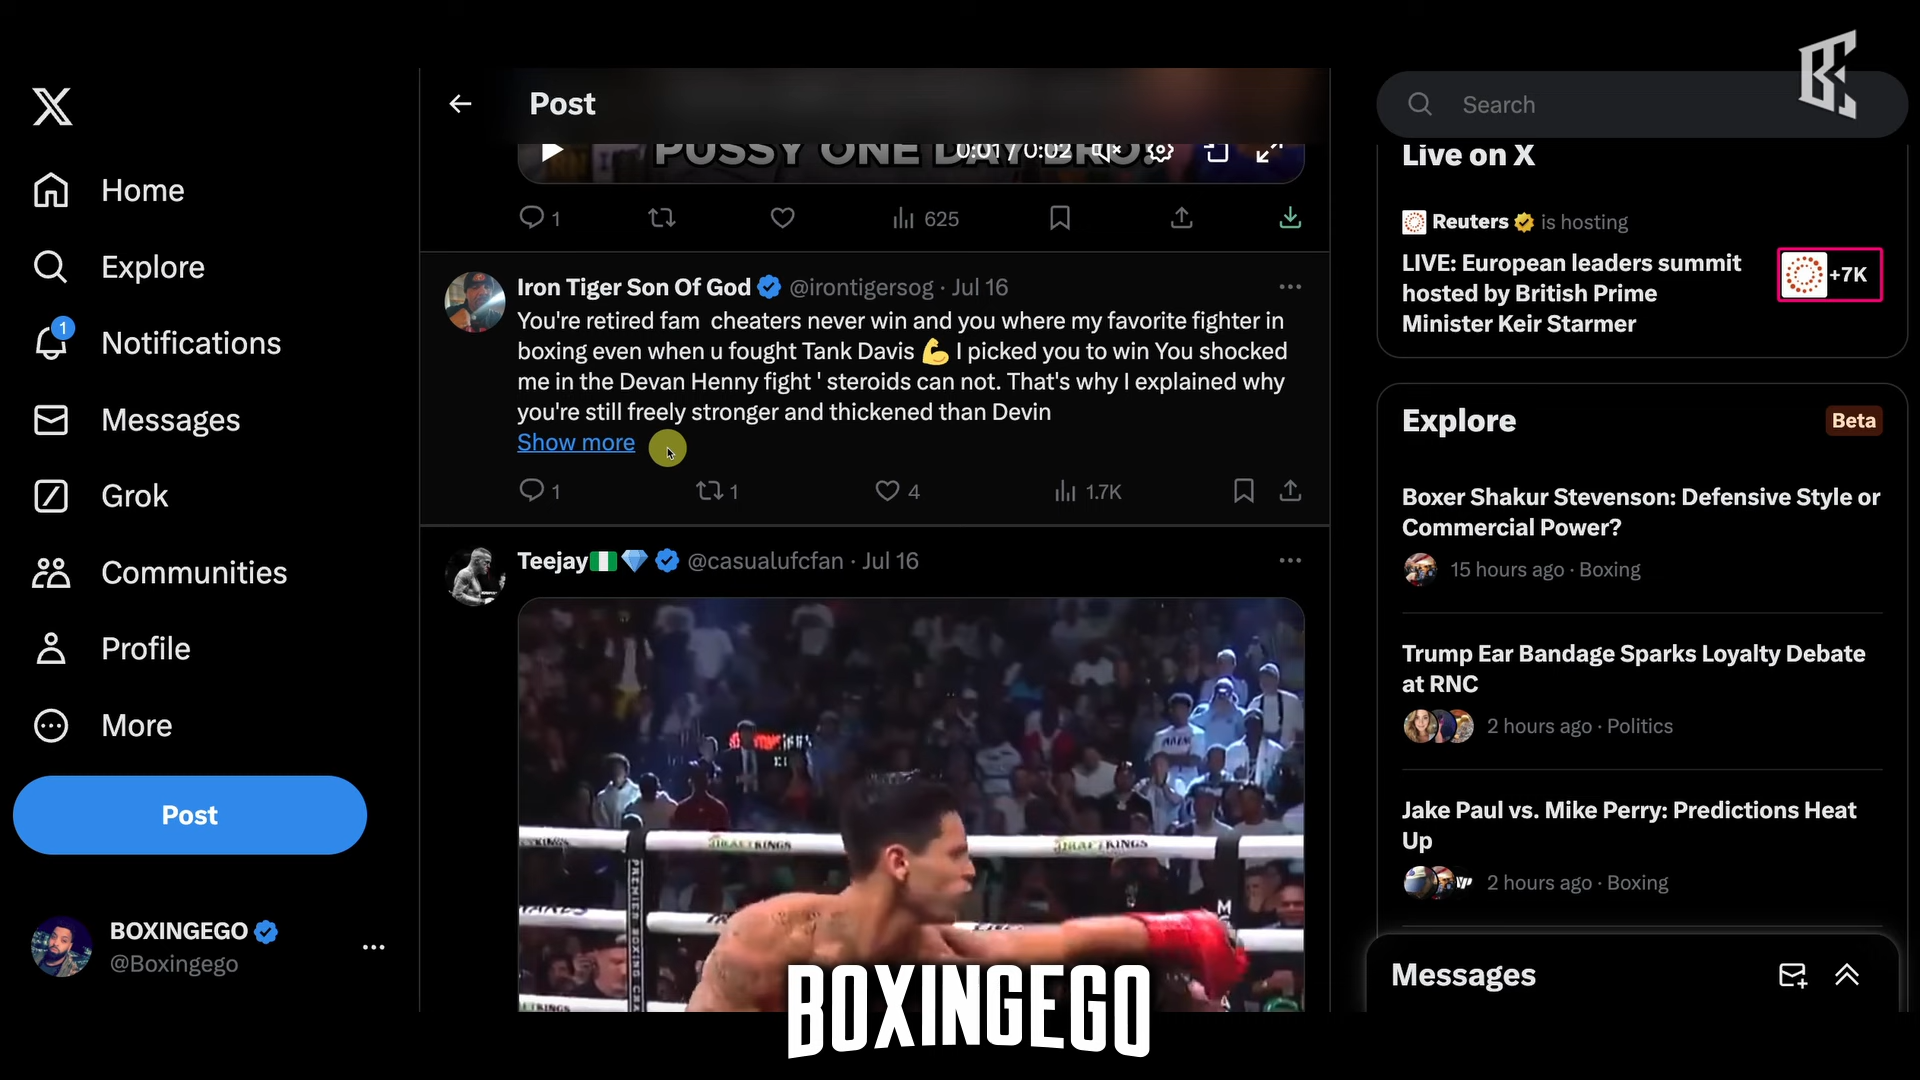 Home
Explore
1
Notifications
Messages
Grok
Communities
Profile
More
Post
BOXINGEGO
@Boxingego
Post
PUSSY ONE DAY BRO.
0:01 / 0:02
1
625
Iron Tiger Son Of God @irontigersog · Jul 16
You're retired fam cheaters never win and you where my favorite fighter in
boxing even when u fought Tank Davis 💪 I picked you to win You shocked
me in the Devan Henny fight ' steroids can not. That's why I explained why
you're still freely stronger and thickened than Devin
Show more
1
1
4
1.7K
Teejay🇳🇬💎 @casualufcfan · Jul 16
DRAFTKINGS
DRAFTKINGS
BOXINGEGO
Search
Live on X
Reuters is hosting
LIVE: European leaders summit
hosted by British Prime
Minister Keir Starmer
+7K
Explore
Beta
Boxer Shakur Stevenson: Defensive Style or
Commercial Power?
15 hours ago · Boxing
Trump Ear Bandage Sparks Loyalty Debate
at RNC
2 hours ago · Politics
Jake Paul vs. Mike Perry: Predictions Heat
Up
2 hours ago · Boxing
Messages